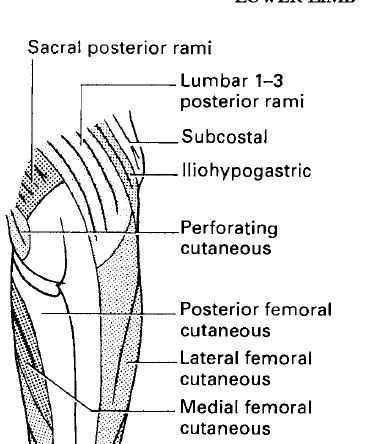 LOWER LIMB
Sacral posterior rami
Lumbar 1–3
posterior rami
Subcostal
Iliohypogastric
Perforating
cutaneous
Posterior femoral
cutaneous
Lateral femoral
cutaneous
Medial femoral
cutaneous